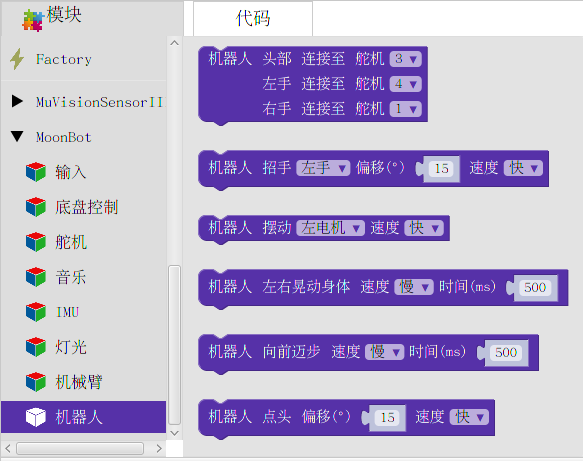 模块
代码
Factory
MuVisionSensorII
MoonBot
输入
底盘控制
舵机
音乐
IMU
灯光
机械臂
机器人
机器人 头部 连接至 舵机 3
左手 连接至 舵机 4
右手 连接至 舵机 1
机器人 招手 左手 偏移(°) 15 速度 快
机器人 摆动 左电机 速度 快
机器人 左右晃动身体 速度 慢 时间(ms) 500
机器人 向前迈步 速度 慢 时间(ms) 500
机器人 点头 偏移(°) 15 速度 快